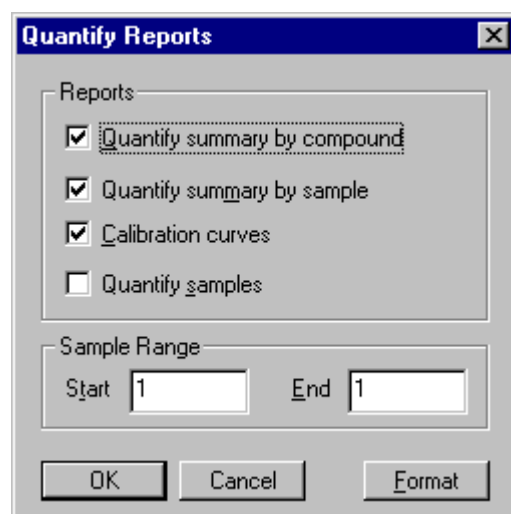 Quantify Reports
Reports
Quantify summary by compound
Quantify summary by sample
Calibration curves
Quantify samples
Sample Range
Start 1 End 1
OK Cancel Format